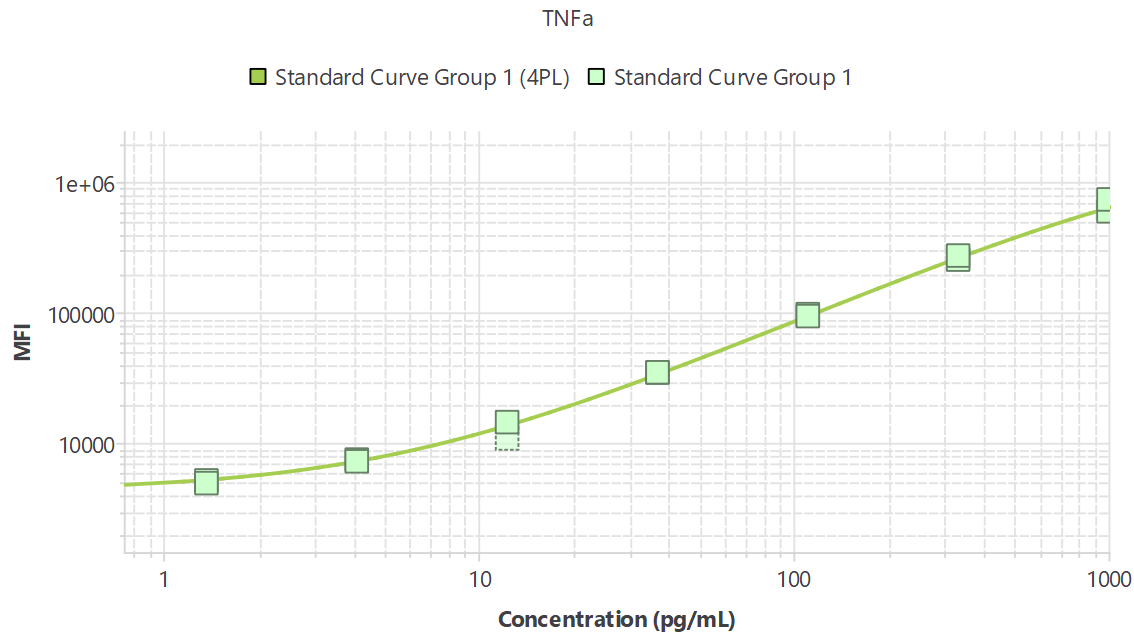 TNFa
Standard Curve Group 1 (4PL) Standard Curve Group 1
1e+06
100000
10000
MFI
1 10 100 1000
Concentration (pg/mL)